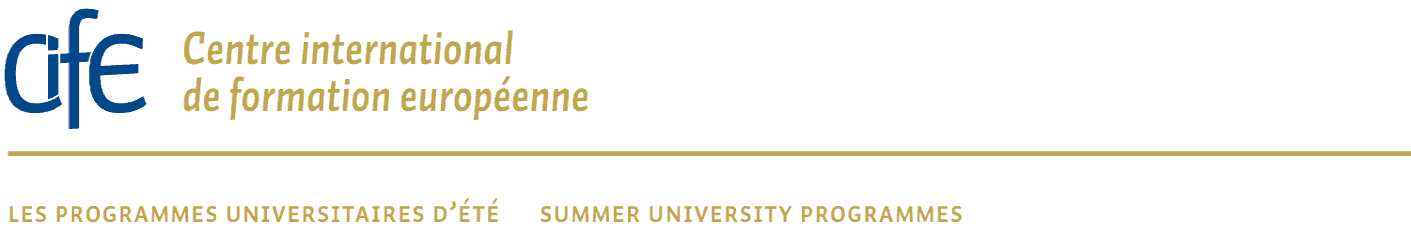 CifE
Centre international
de formation européenne
LES PROGRAMMES UNIVERSITAIRES D’ÉTÉ SUMMER UNIVERSITY PROGRAMMES